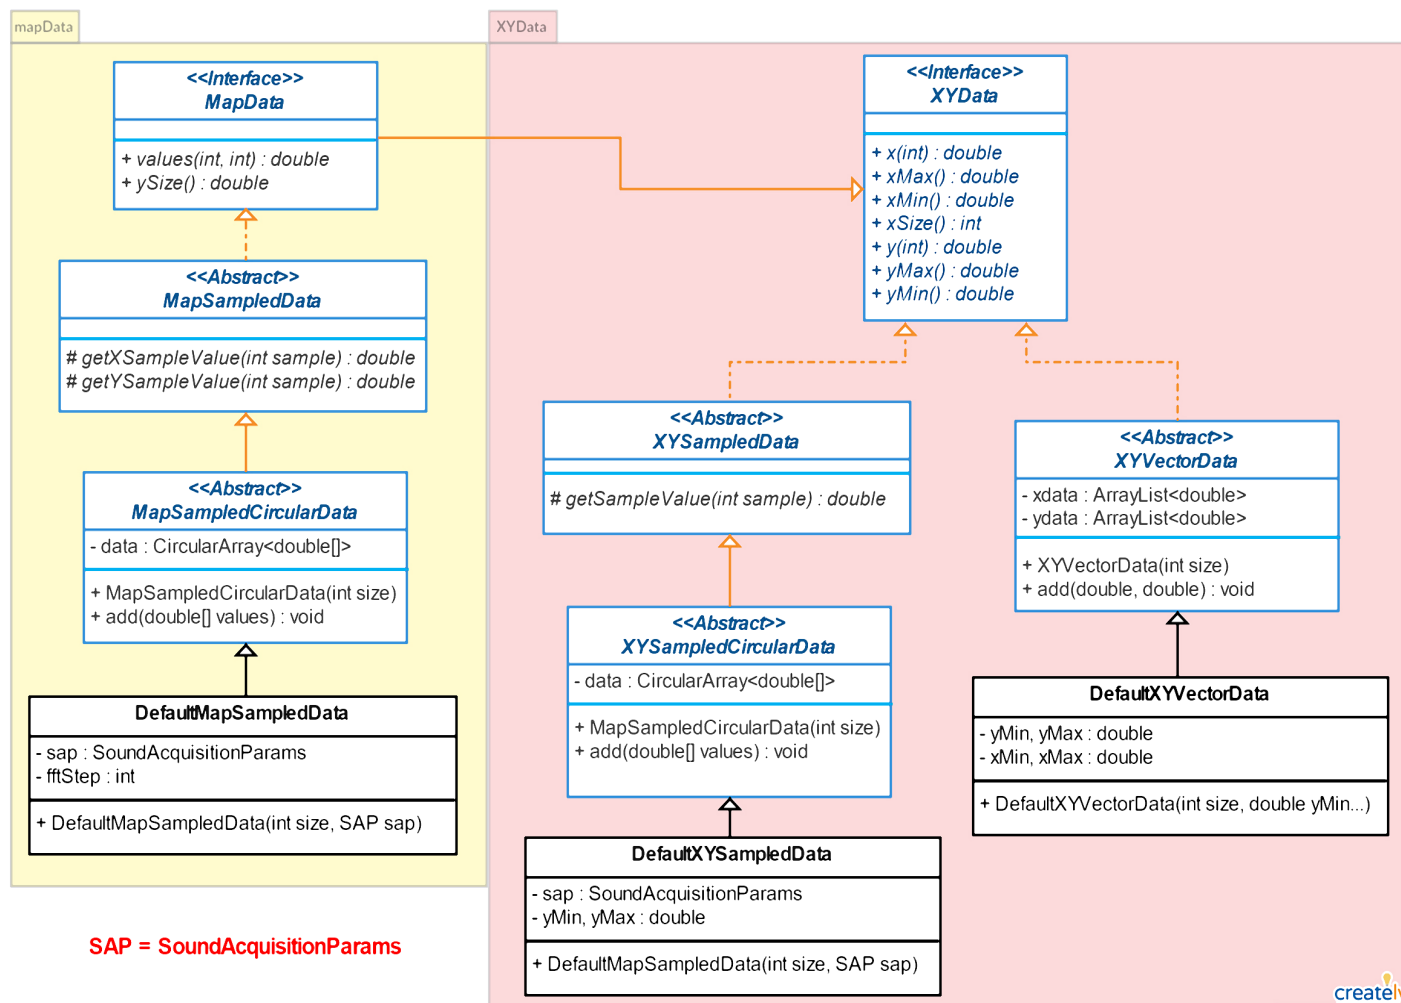 mapData
<<Interface>>
MapData
+ values(int, int) : double
+ ySize() : double
<<Abstract>>
MapSampledData
# getXSampleValue(int sample) : double
# getYSampleValue(int sample) : double
<<Abstract>>
MapSampledCircularData
- data : CircularArray<double[]>
+ MapSampledCircularData(int size)
+ add(double[] values) : void
DefaultMapSampledData
- sap : SoundAcquisitionParams
- fftStep : int
+ DefaultMapSampledData(int size, SAP sap)
SAP = SoundAcquisitionParams
XYData
<<Interface>>
XYData
+ x(int) : double
+ xMax() : double
+ xMin() : double
+ xSize() : int
+ y(int) : double
+ yMax() : double
+ yMin() : double
<<Abstract>>
XYSampledData
# getSampleValue(int sample) : double
<<Abstract>>
XYSampledCircularData
- data : CircularArray<double[]>
+ MapSampledCircularData(int size)
+ add(double[] values) : void
DefaultXYSampledData
- sap : SoundAcquisitionParams
- yMin, yMax : double
+ DefaultMapSampledData(int size, SAP sap)
<<Abstract>>
XYVectorData
- xdata : ArrayList<double>
- ydata : ArrayList<double>
+ XYVectorData(int size)
+ add(double, double) : void
DefaultXYVectorData
- yMin, yMax : double
- xMin, xMax : double
+ DefaultXYVectorData(int size, double yMin...)
creately